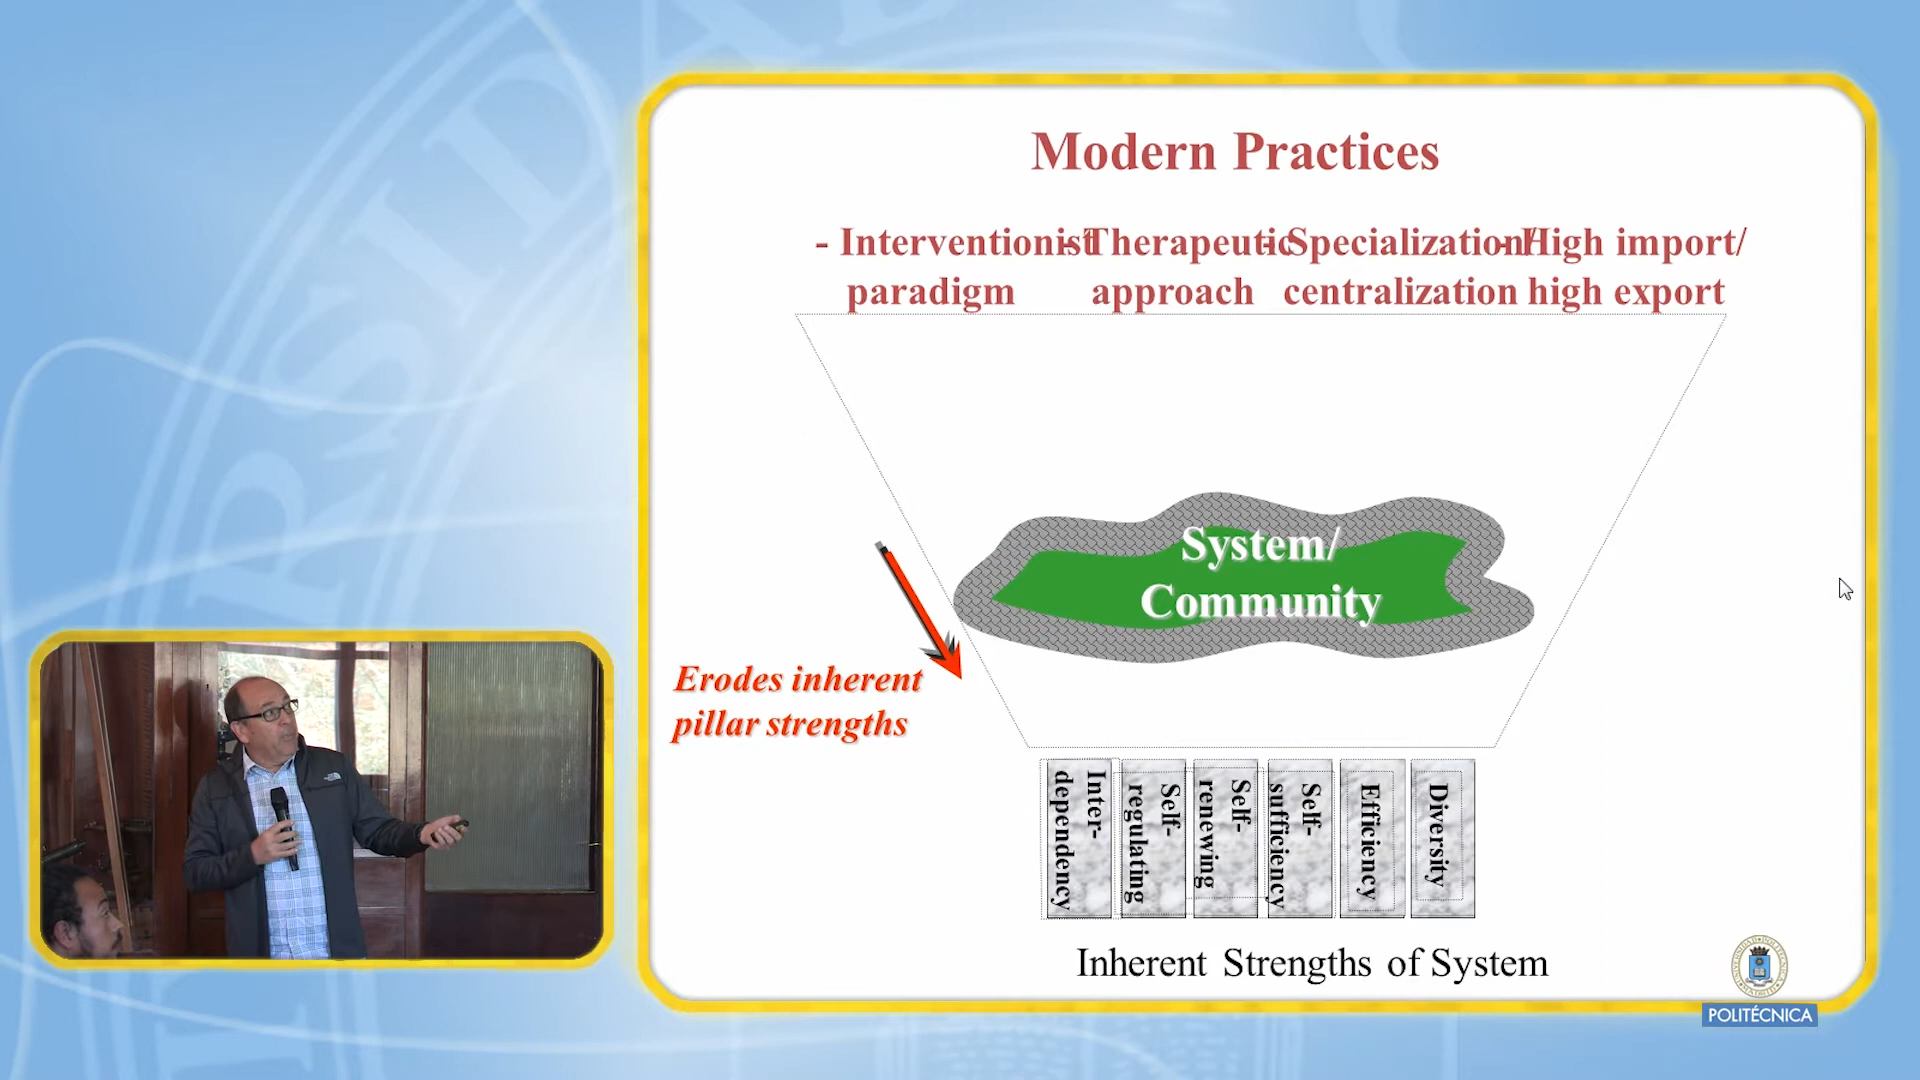 Modern Practices
- Interventionist
paradigm
- Therapeutic
approach
- Specialization/
centralization
- High import/
high export
System/
Community
Erodes inherent
pillar strengths
Inter-
dependency
Self-
regulating
Self-
renewing
Self-
sufficiency
Efficiency
Diversity
Inherent Strengths of System
POLITÉCNICA